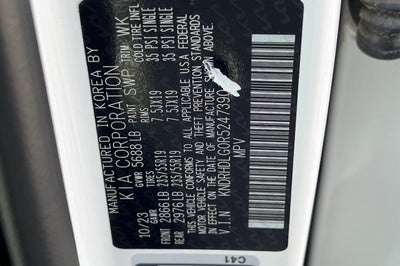 MANUFACTURED IN KOREA BY
KIA CORPORATION
10/23 GVWR 5688LB PAINT SWP TRIM WK
GAWR TIRES RIMS COLD TIRE INFL
FRONT 2866LB 235/55R19 7.5JX19 35 PSI SINGLE
REAR 2976LB 235/55R19 7.5JX19 35 PSI SINGLE
THIS VEHICLE CONFORMS TO ALL APPLICABLE U.S.A FEDERAL
MOTOR VEHICLE SAFETY AND THEFT PREVENTION STANDARDS
IN EFFECT ON THE DATE OF MANUFACTURE SHOWN ABOVE.
V.I.N
MPV
C41